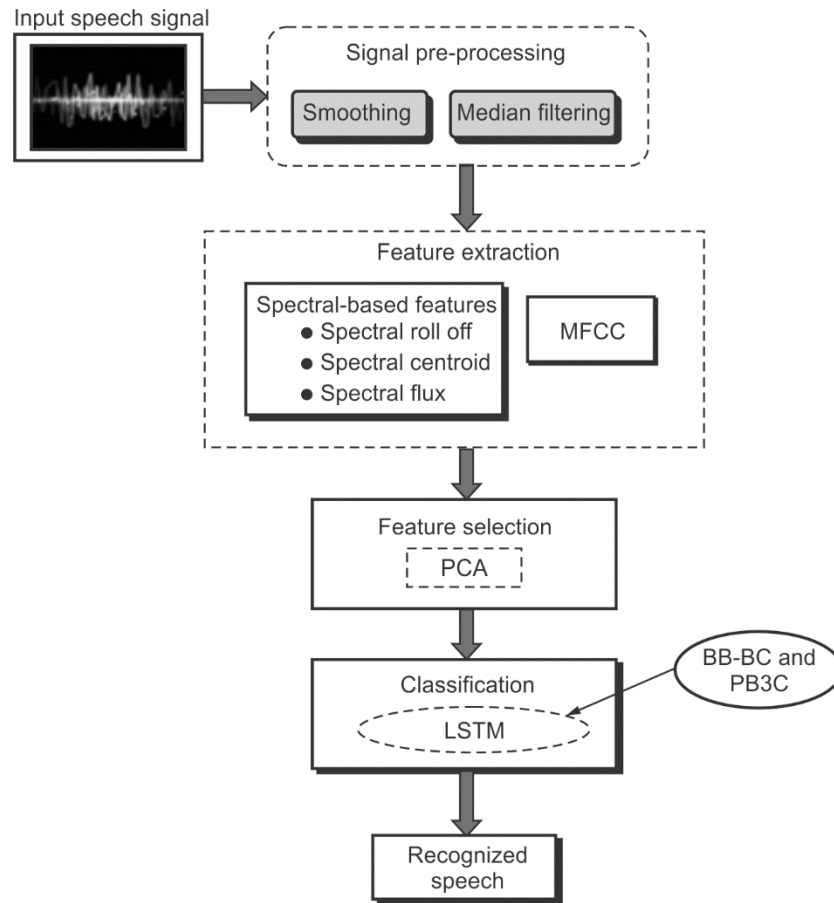 Input speech signal
Signal pre-processing
Smoothing
Median filtering
Feature extraction
Spectral-based features
● Spectral roll off
● Spectral centroid
● Spectral flux
MFCC
Feature selection
PCA
Classification
LSTM
BB-BC and
PB3C
Recognized
speech